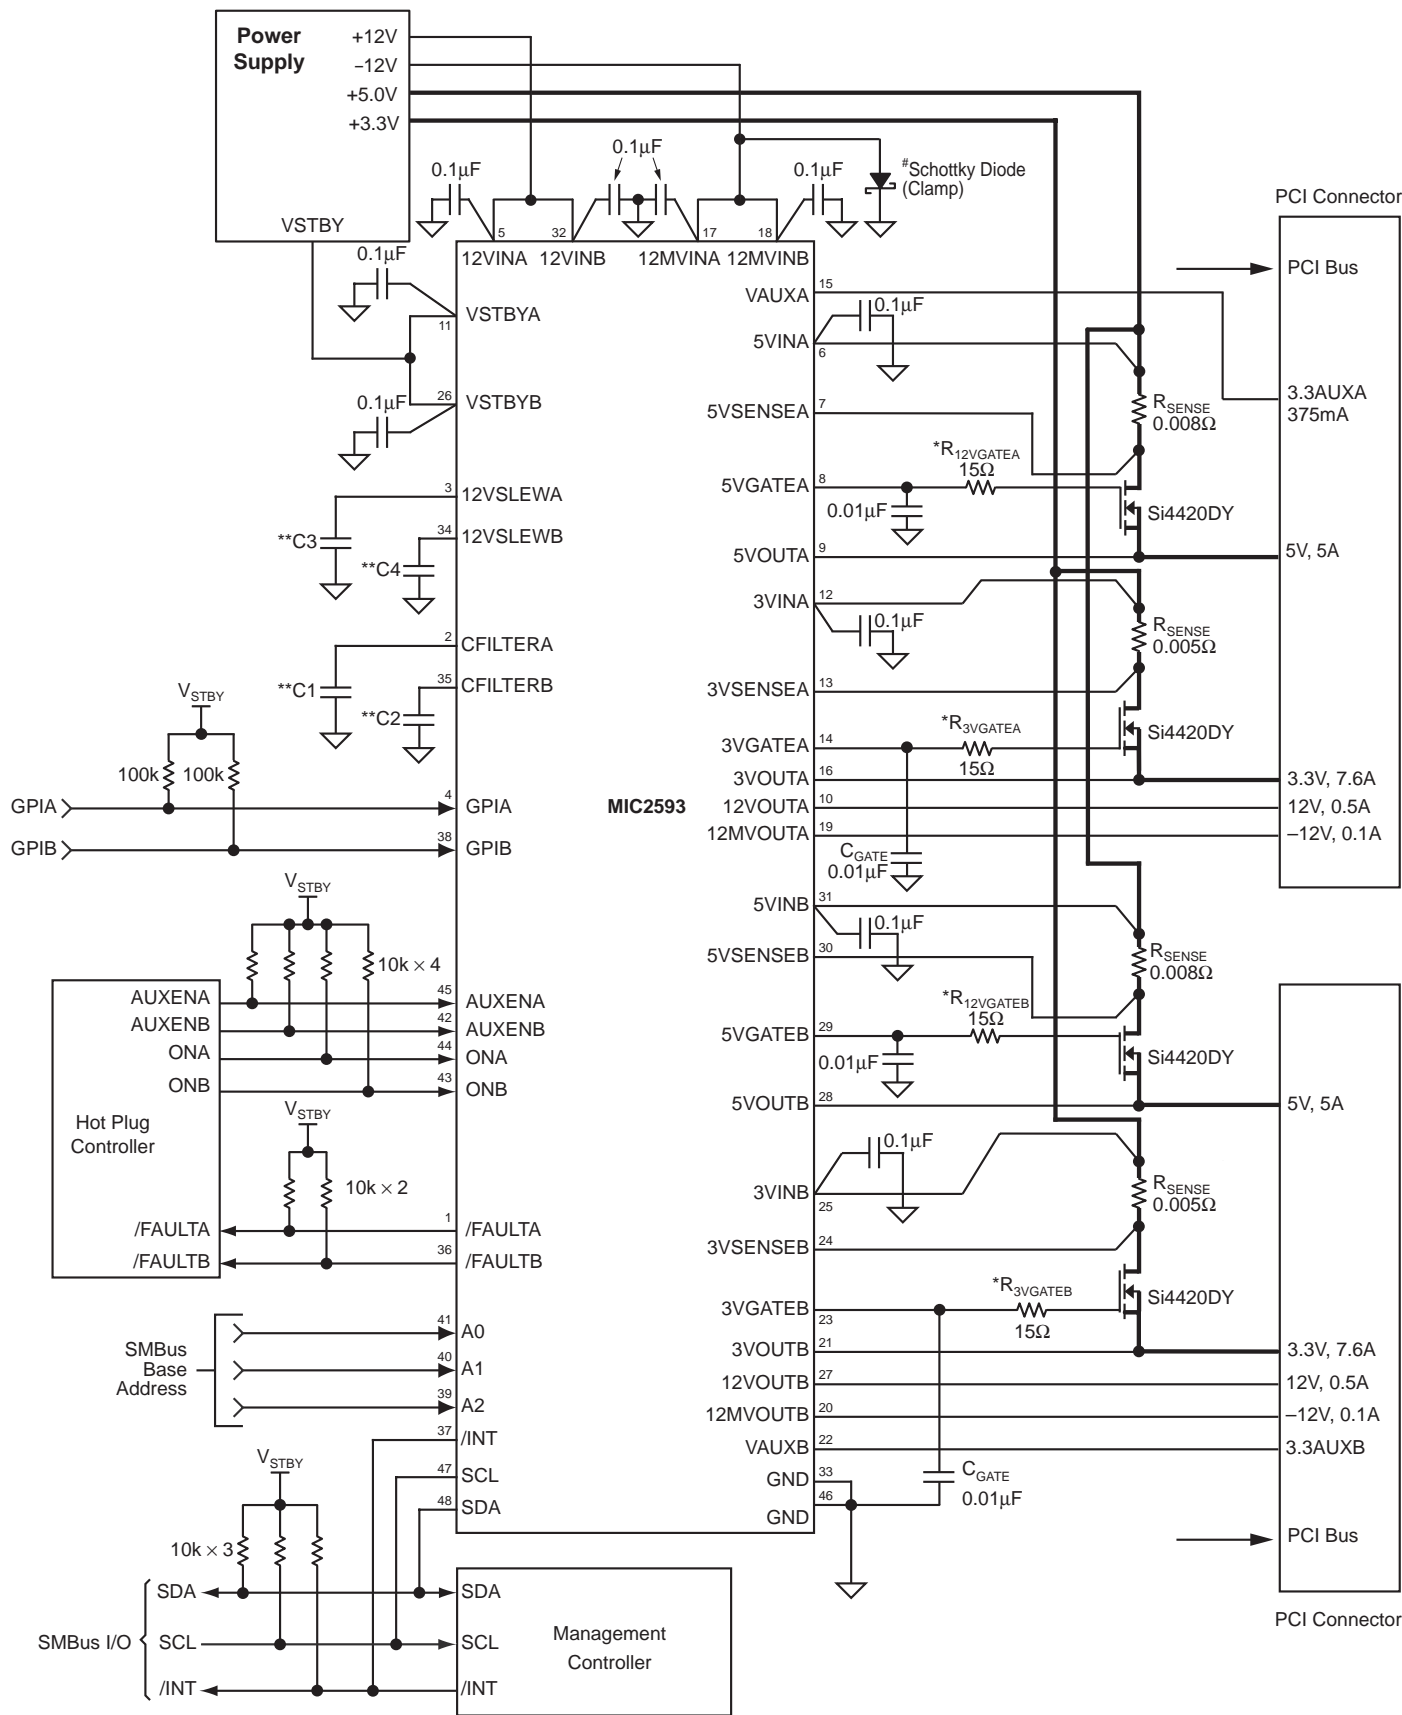 Power
Supply
+12V
–12V
+5.0V
+3.3V
VSTBY
0.1µF
0.1µF
0.1µF
#Schottky Diode
(Clamp)
PCI Connector
5
32
17
18
12VINA
12VINB
12MVINA
12MVINB
0.1µF
VSTBYA
11
26
VSTBYB
0.1µF
3
12VSLEWA
**C3
34
12VSLEWB
**C4
2
CFILTERA
**C1
35
CFILTERB
**C2
VSTBY
100k
100k
GPIA
4
GPIA
GPIB
38
GPIB
MIC2593
VSTBY
10k × 4
Hot Plug
Controller
AUXENA
45
AUXENA
AUXENB
42
AUXENB
ONA
44
ONA
ONB
43
ONB
VSTBY
10k × 2
/FAULTA
1
/FAULTA
/FAULTB
36
/FAULTB
SMBus
Base
Address
41
A0
40
A1
39
A2
37
/INT
47
SCL
48
SDA
VSTBY
10k × 3
SMBus I/O
SDA
SCL
/INT
SDA
SCL
/INT
Management
Controller
VAUXA
15
0.1µF
5VINA
6
5VSENSEA
7
RSENSE
0.008Ω
*R12VGATEA
15Ω
5VGATEA
8
0.01µF
Si4420DY
5VOUTA
9
3VINA
12
0.1µF
RSENSE
0.005Ω
3VSENSEA
13
*R3VGATEA
15Ω
3VGATEA
14
Si4420DY
3VOUTA
16
12VOUTA
10
12MVOUTA
19
CGATE
0.01µF
5VINB
31
0.1µF
5VSENSEB
30
RSENSE
0.008Ω
*R12VGATEB
15Ω
5VGATEB
29
0.01µF
Si4420DY
5VOUTB
28
0.1µF
3VINB
25
RSENSE
0.005Ω
3VSENSEB
24
*R3VGATEB
15Ω
3VGATEB
23
Si4420DY
3VOUTB
21
12VOUTB
27
12MVOUTB
20
VAUXB
22
GND
33
46
GND
CGATE
0.01µF
PCI Bus
3.3AUXA
375mA
5V, 5A
3.3V, 7.6A
12V, 0.5A
–12V, 0.1A
5V, 5A
3.3V, 7.6A
12V, 0.5A
–12V, 0.1A
3.3AUXB
PCI Bus
PCI Connector